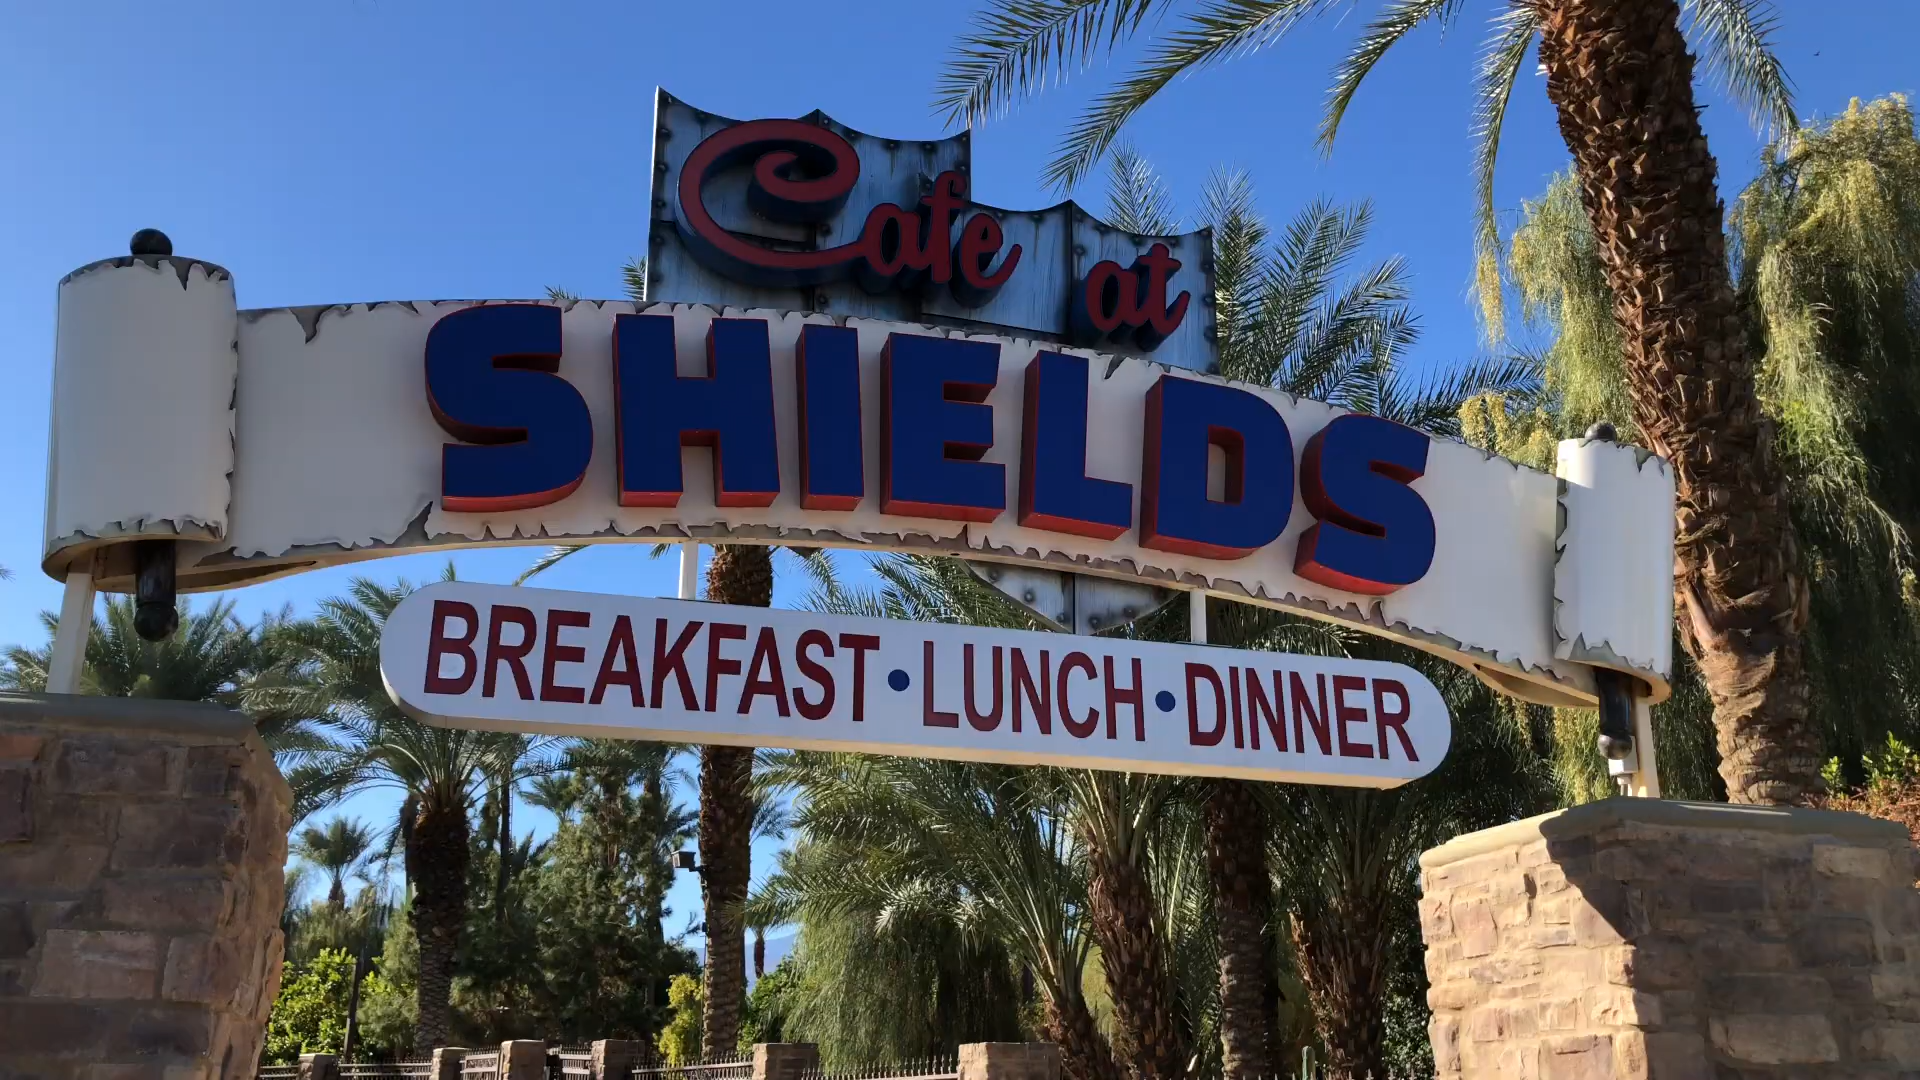 Cafe at
SHIELDS
BREAKFAST • LUNCH • DINNER